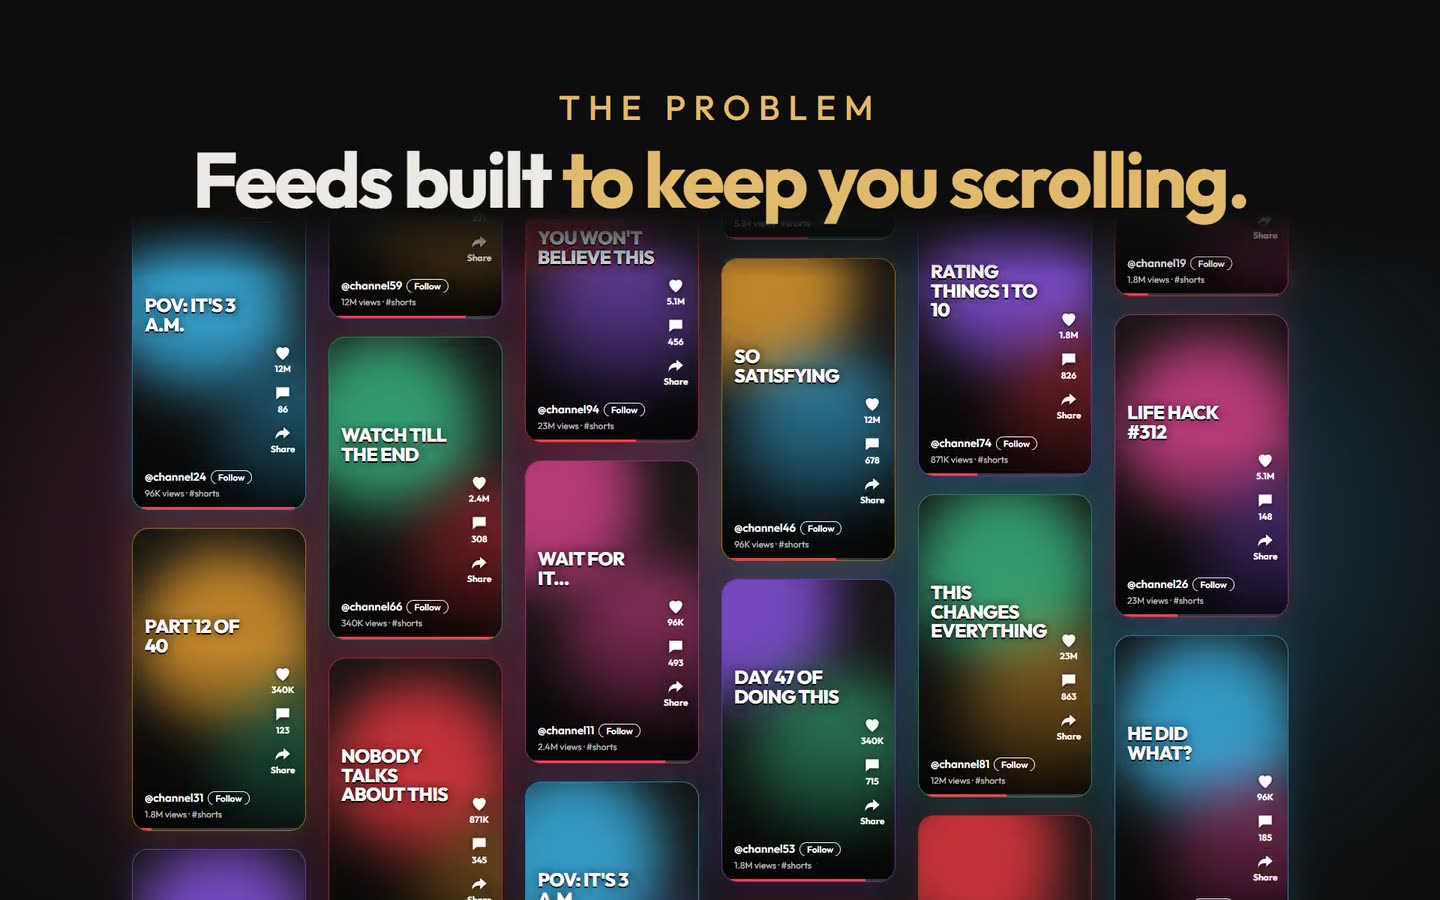 THE PROBLEM
Feeds built to keep you scrolling.
POV: IT'S 3
A.M.
12M
86
Share
@channel24 Follow
96K views · #shorts
PART 12 OF
40
340K
123
Share
@channel31 Follow
1.8M views · #shorts
Share
@channel59 Follow
12M views · #shorts
WATCH TILL
THE END
2.4M
308
Share
@channel66 Follow
340K views · #shorts
NOBODY
TALKS
ABOUT THIS
871K
345
Share
YOU WON'T
BELIEVE THIS
5.1M
456
Share
@channel94 Follow
23M views · #shorts
WAIT FOR
IT...
96K
493
Share
@channel11 Follow
2.4M views · #shorts
POV: IT'S 3
A.M.
5.1M views · #shorts
SO
SATISFYING
12M
678
Share
@channel46 Follow
96K views · #shorts
DAY 47 OF
DOING THIS
340K
715
Share
@channel53 Follow
1.8M views · #shorts
RATING
THINGS 1 TO
10
1.8M
826
Share
@channel74 Follow
871K views · #shorts
THIS
CHANGES
EVERYTHING
23M
863
Share
@channel81 Follow
12M views · #shorts
Share
@channel19 Follow
1.8M views · #shorts
LIFE HACK
#312
5.1M
148
Share
@channel26 Follow
23M views · #shorts
HE DID
WHAT?
96K
185
Share